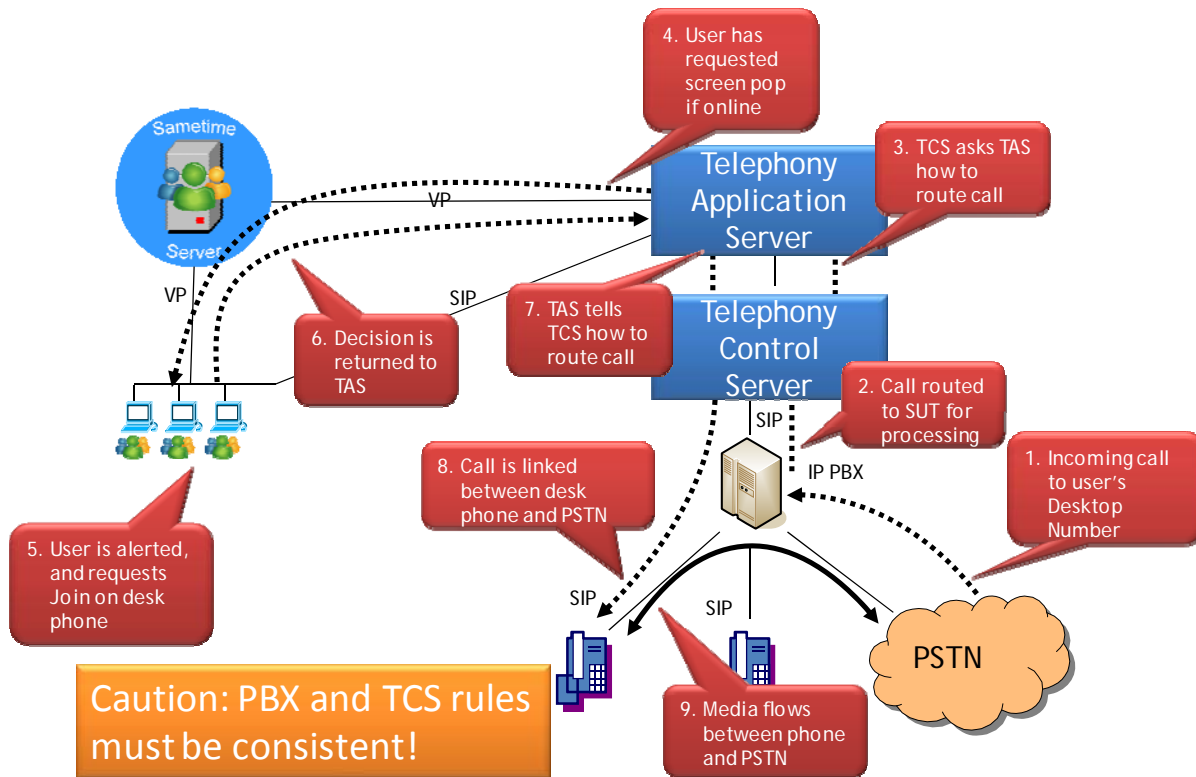 4. User has
requested
screen pop
if online
Sametime
Server
Telephony
Application
Server
3. TCS asks TAS
how to
route call
VP
VP
SIP
6. Decision is
returned to
TAS
7. TAS tells
TCS how to
route call
Telephony
Control
Server
2. Call routed
to SUT for
processing
SIP
IP PBX
1. Incoming call
to user's
Desktop
Number
8. Call is linked
between desk
phone and PSTN
5. User is alerted,
and requests
Join on desk
phone
SIP
SIP
PSTN
9. Media flows
between phone
and PSTN
Caution: PBX and TCS rules
must be consistent!